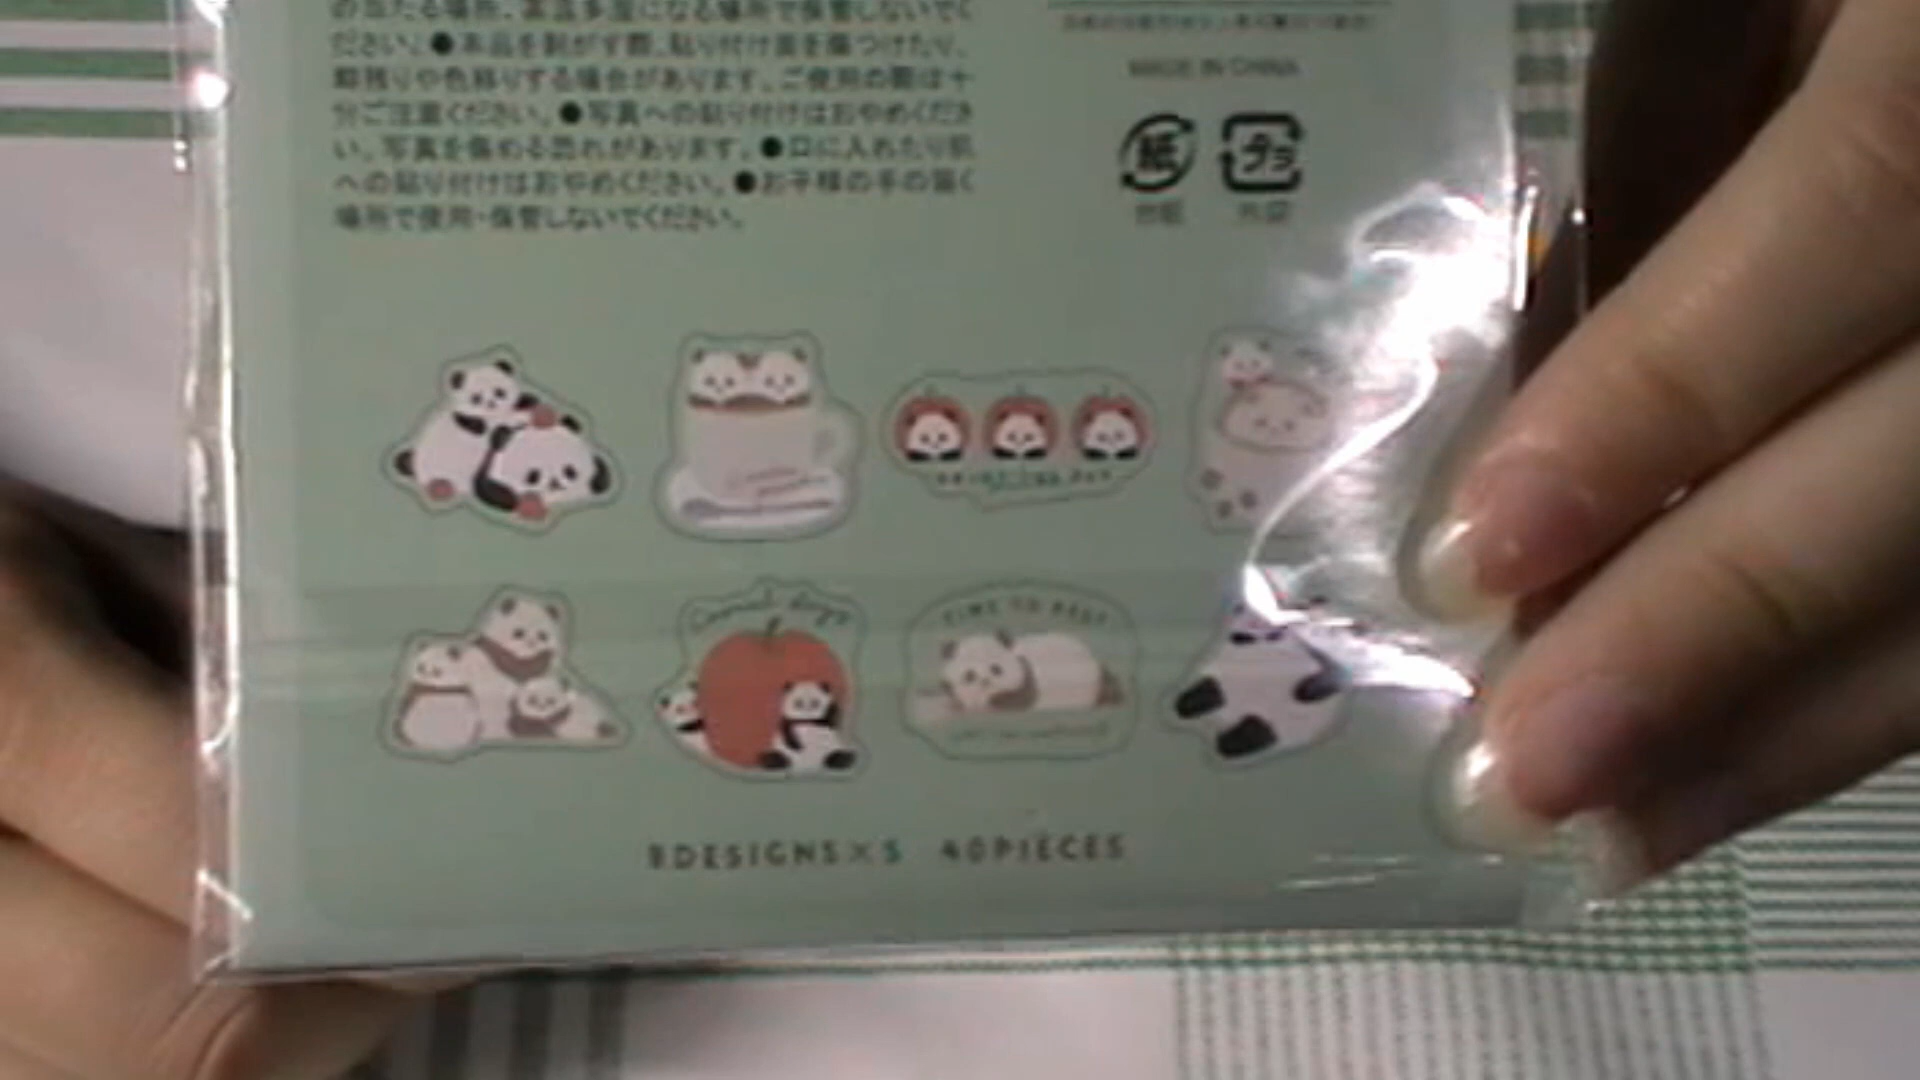 の当たる場所、高温多湿になる場所で保管しないでく
ださい。●本品を剥がす際、貼り付け面を傷つけたり、
跡残りや色移りする場合があります。ご使用の際は十
分ご注意ください。●写真への貼り付けはおやめくださ
い。写真を傷める恐れがあります。●口に入れたり肌
への貼り付けはおやめください。●お子様の手の届く
場所で使用・保管しないでください。
MADE IN CHINA
紙 プラ
台紙 外袋
days
TIME TO REST
8DESIGNS×5 40PIECES